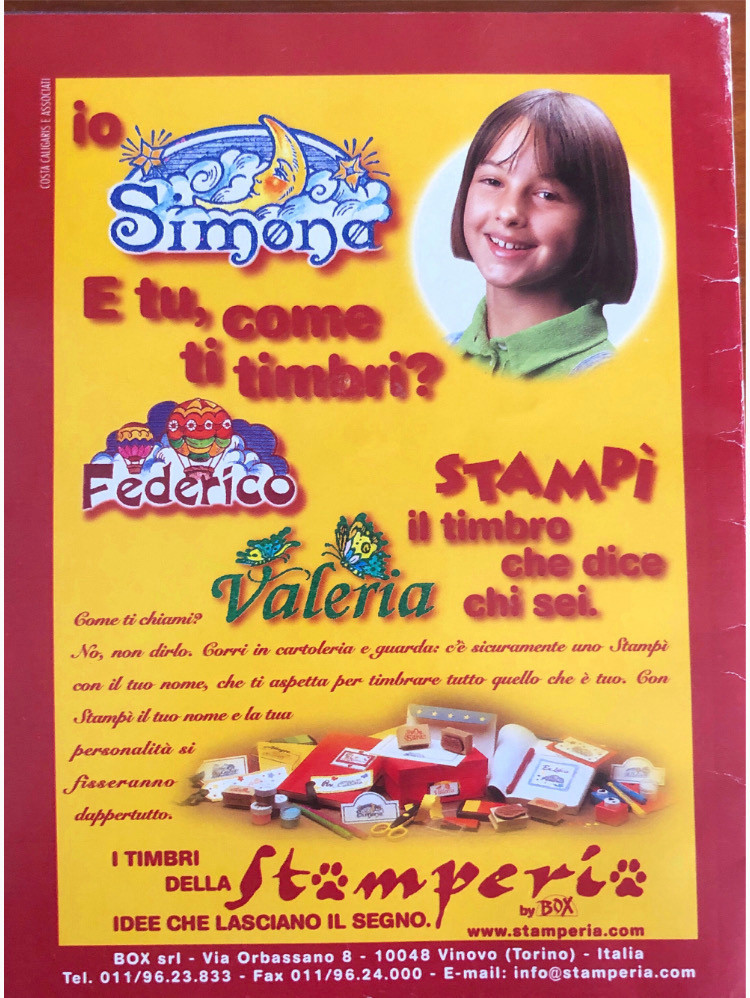 COSTA CALIGARIS E ASSOCIATI
io
Simona
E tu, come
ti timbri?
Federico
Valeria
STAMPÌ
il timbro
che dice
chi sei.
Come ti chiami?
No, non dirlo. Corri in cartoleria e guarda: c'è sicuramente uno Stampì
con il tuo nome, che ti aspetta per timbrare tutto quello che è tuo. Con
Stampì il tuo nome e la tua
personalità si
fisseranno
dappertutto.
I TIMBRI
DELLA Stamperia
by BOX
IDEE CHE LASCIANO IL SEGNO.
www.stamperia.com
BOX srl - Via Orbassano 8 - 10048 Vinovo (Torino) - Italia
Tel. 011/96.23.833 - Fax 011/96.24.000 - E-mail: info@stamperia.com